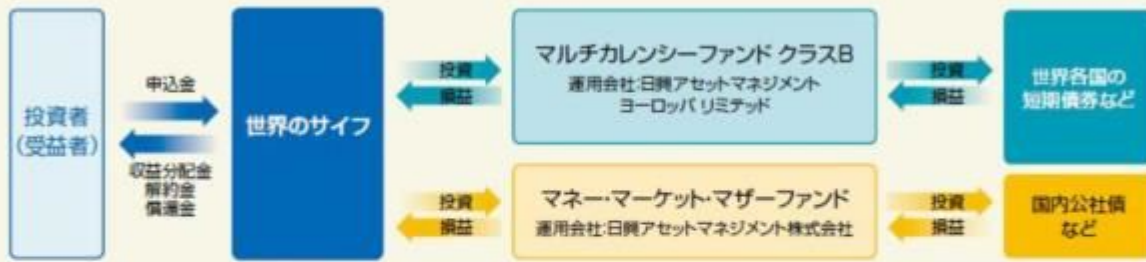 投資者
(受益者)
申込金
収益分配金
解約金
償還金
世界のサイフ
投資
損益
マルチカレンシーファンド クラスB
運用会社:日興アセットマネジメント
ヨーロッパ リミテッド
投資
損益
世界各国の
短期債券など
投資
損益
マネー・マーケット・マザーファンド
運用会社:日興アセットマネジメント株式会社
投資
損益
国内公社債
など